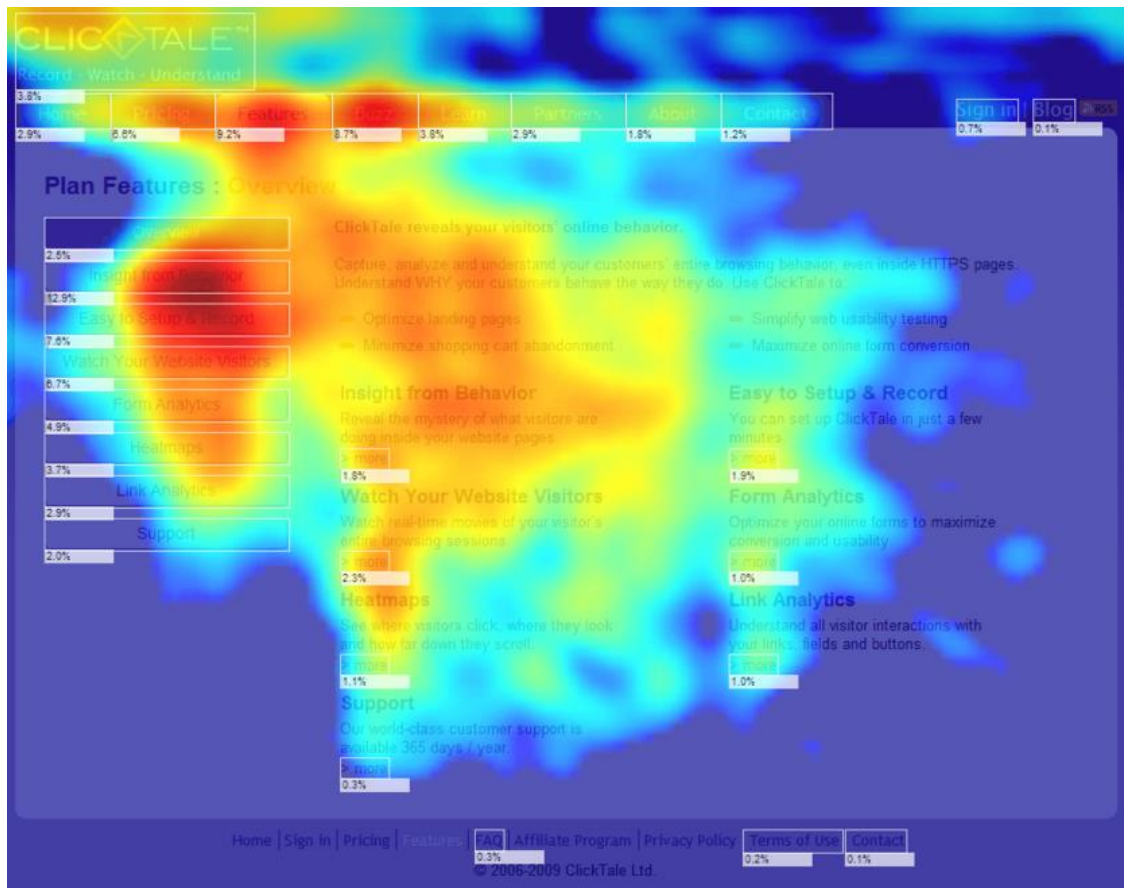 CLICKTALE™
Record - Watch - Understand
3.8%
Home Pricing Features Buzz Learn Partners About Contact Sign in | Blog RSS
2.9% 6.6% 9.2% 8.7% 3.8% 2.9% 1.8% 1.2% 0.7% 0.1%
Plan Features : Overview
Overview
2.5%
Insight from Behavior
12.9%
Easy to Setup & Record
7.6%
Watch Your Website Visitors
6.7%
Form Analytics
4.9%
Heatmaps
3.7%
Link Analytics
2.9%
Support
2.0%
ClickTale reveals your visitors' online behavior.
Capture, analyze and understand your customers' entire browsing behavior, even inside HTTPS pages.
Understand WHY your customers behave the way they do. Use ClickTale to:
Optimize landing pages
Minimize shopping cart abandonment
Simplify web usability testing
Maximize online form conversion
Insight from Behavior
Reveal the mystery of what visitors are
doing inside your website pages.
> more
1.8%
Easy to Setup & Record
You can set up ClickTale in just a few
minutes.
> more
1.9%
Watch Your Website Visitors
Watch real-time movies of your visitor's
entire browsing sessions.
> more
2.3%
Form Analytics
Optimize your online forms to maximize
conversion and usability.
> more
1.0%
Heatmaps
See where visitors click, where they look
and how far down they scroll.
> more
1.1%
Link Analytics
Understand all visitor interactions with
your links, fields and buttons.
> more
1.0%
Support
Our world-class customer support is
available 365 days / year.
> more
0.3%
Home | Sign in | Pricing | Features | FAQ | Affiliate Program | Privacy Policy | Terms of Use | Contact
0.3% 0.2% 0.1%
© 2006-2009 ClickTale Ltd.